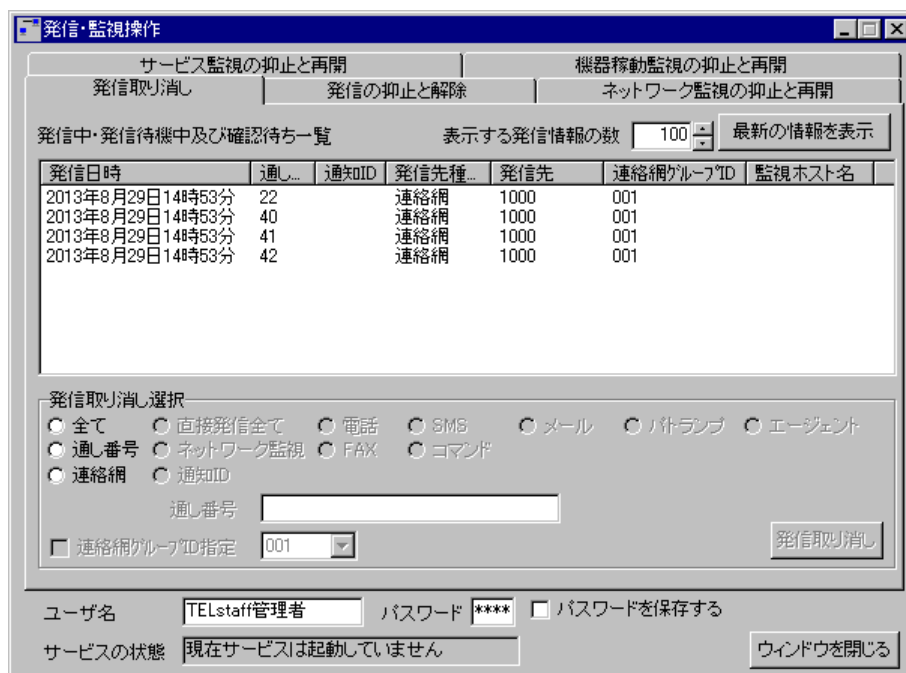 発信・監視操作
サービス監視の抑止と再開 機器稼動監視の抑止と再開
発信取り消し 発信の抑止と解除 ネットワーク監視の抑止と再開
発信中・発信待機中及び確認待ち一覧 表示する発信情報の数 100 最新の情報を表示
発信日時 通し... 通知ID 発信先種... 発信先 連絡網グループID 監視ホスト名
2013年8月29日14時53分 22 連絡網 1000 001
2013年8月29日14時53分 40 連絡網 1000 001
2013年8月29日14時53分 41 連絡網 1000 001
2013年8月29日14時53分 42 連絡網 1000 001
発信取り消し選択
全て 直接発信全て 電話 SMS メール パトランプ エージェント
通し番号 ネットワーク監視 FAX コマンド
連絡網 通知ID
通し番号
連絡網グループID指定 001 発信取り消し
ユーザ名 TELstaff管理者 パスワード **** パスワードを保存する
サービスの状態 現在サービスは起動していません ウィンドウを閉じる